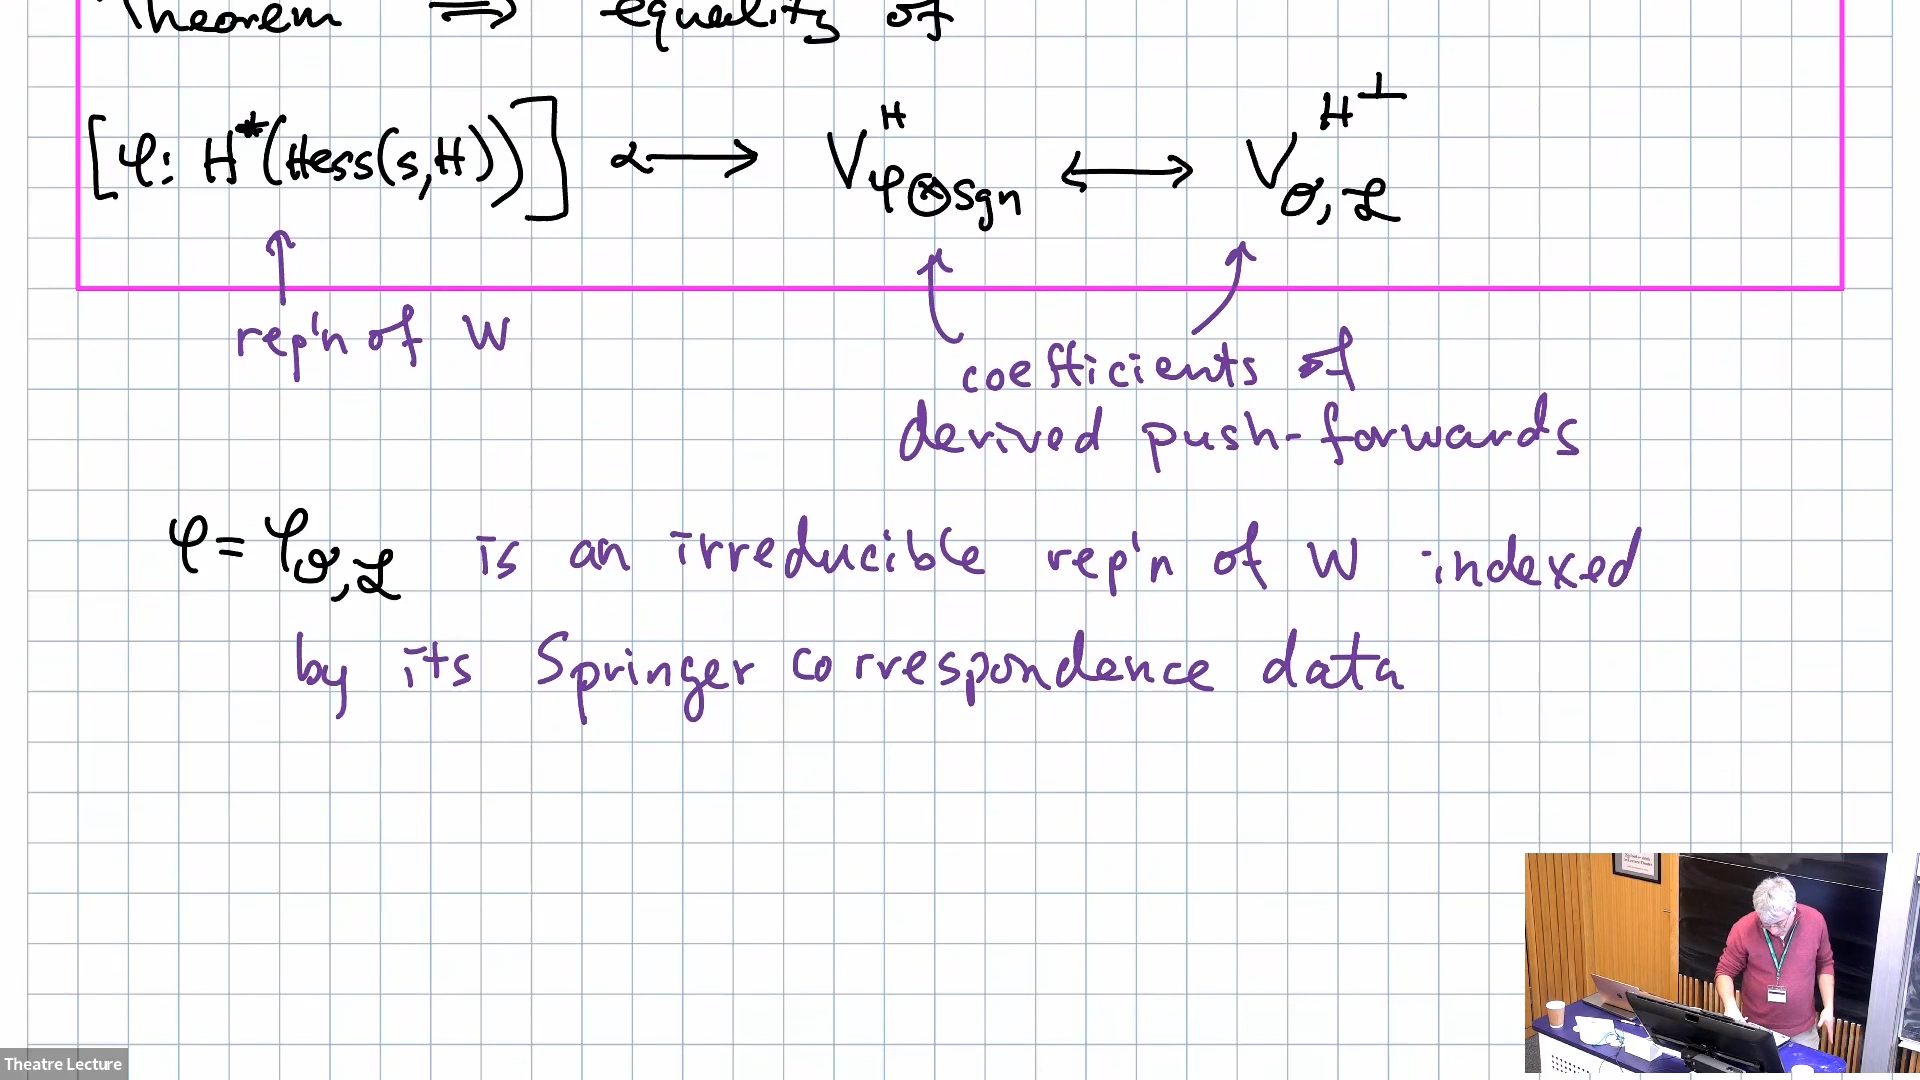 Theorem ⟹ equality of
[φ: H*(Hess(s,H))] ⟷ V^H_{φ⊗sgn} ⟷ V^{H^⊥}_{O,L}
rep'n of W
coefficients of
derived push-forwards
φ = φ_{O,L} is an irreducible rep'n of W indexed
by its Springer correspondence data
Theatre Lecture